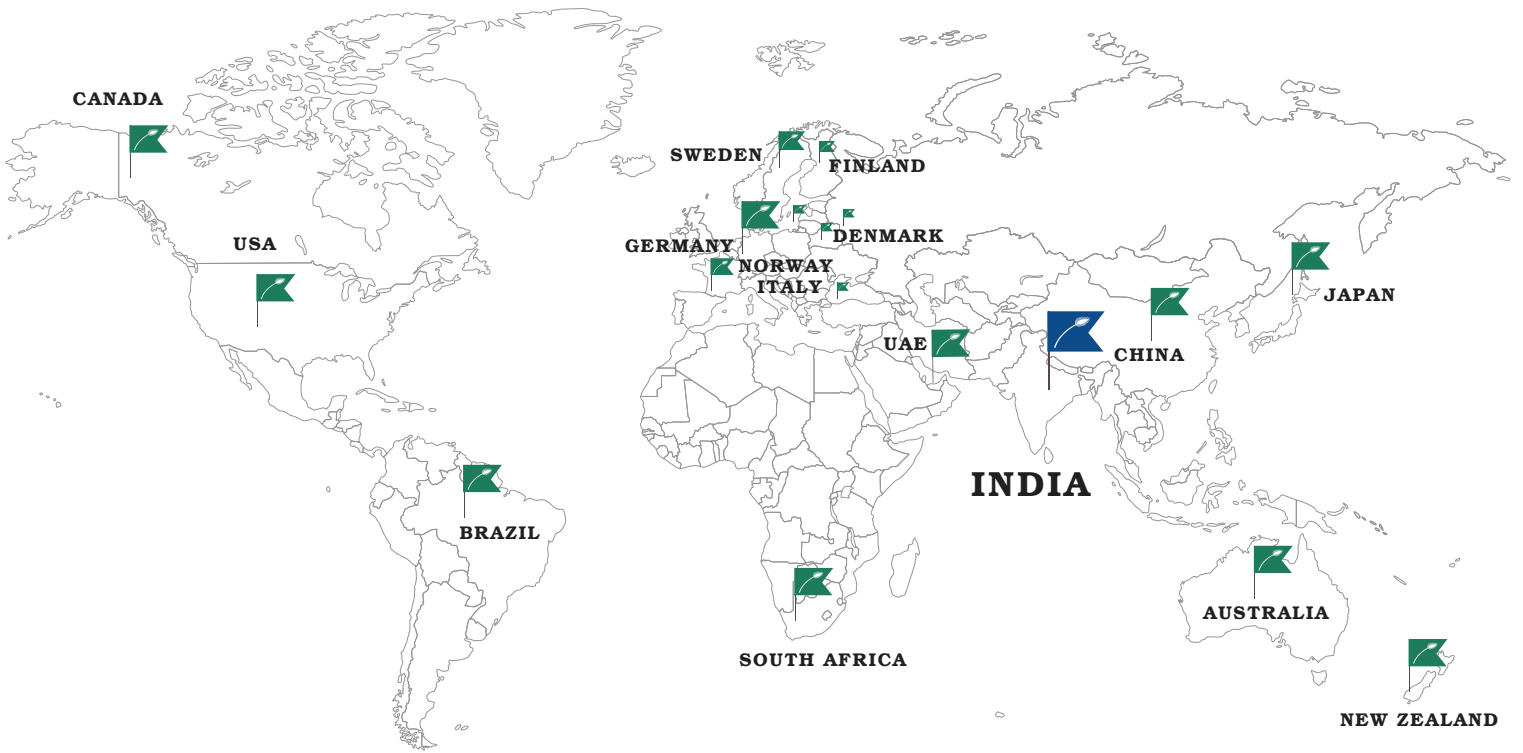 CANADA
SWEDEN
FINLAND
USA
GERMANY
DENMARK
NORWAY
ITALY
JAPAN
UAE
CHINA
INDIA
BRAZIL
AUSTRALIA
SOUTH AFRICA
NEW ZEALAND